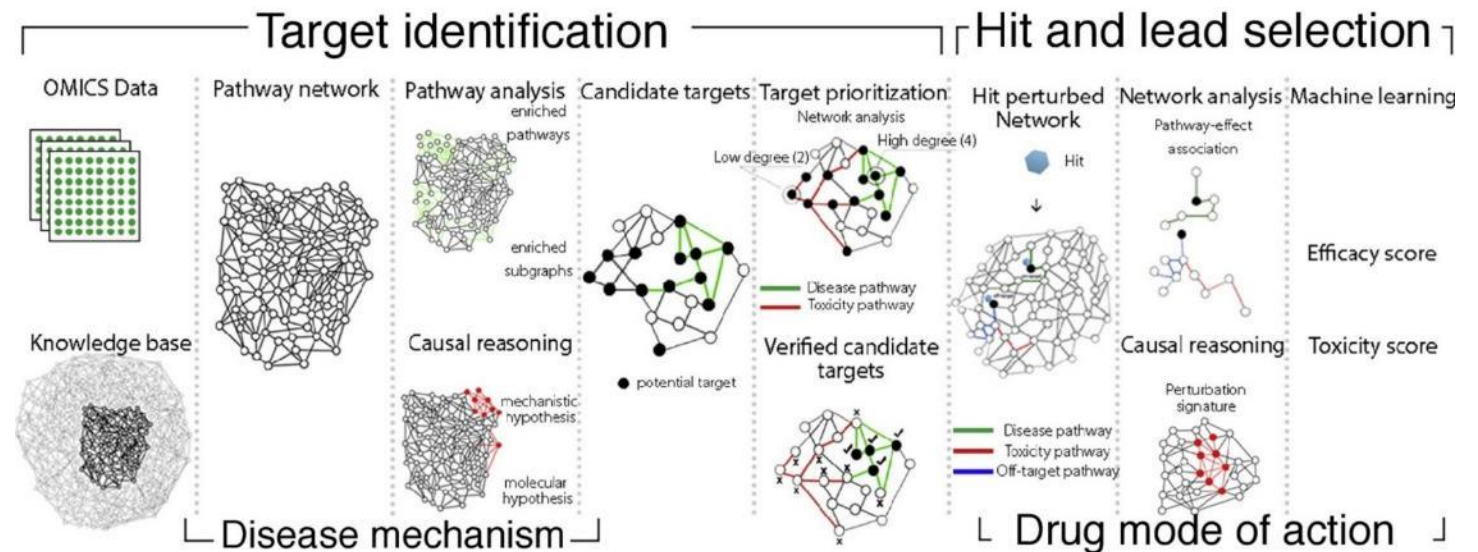 Target identification
Hit and lead selection
OMICS Data
Knowledge base
Pathway network
Pathway analysis
enriched
pathways
enriched
subgraphs
Causal reasoning
mechanistic
hypothesis
molecular
hypothesis
Candidate targets
potential target
Target prioritization
Network analysis
Low degree (2)
High degree (4)
Disease pathway
Toxicity pathway
Verified candidate
targets
Hit perturbed
Network
Hit
Disease pathway
Toxicity pathway
Off-target pathway
Network analysis
Pathway-effect
association
Causal reasoning
Perturbation
signature
Machine learning
Efficacy score
Toxicity score
Disease mechanism
Drug mode of action